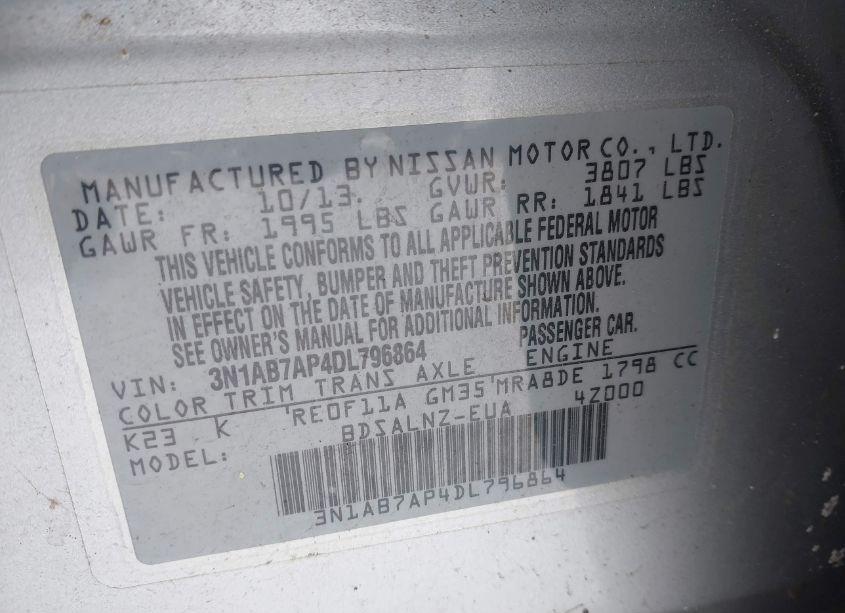 MANUFACTURED BY NISSAN MOTOR CO., LTD.
DATE: 10/13. GVWR: 3807 LBS
GAWR FR: 1995 LBS GAWR RR: 1841 LBS
THIS VEHICLE CONFORMS TO ALL APPLICABLE FEDERAL MOTOR
VEHICLE SAFETY, BUMPER AND THEFT PREVENTION STANDARDS
IN EFFECT ON THE DATE OF MANUFACTURE SHOWN ABOVE.
SEE OWNER'S MANUAL FOR ADDITIONAL INFORMATION.
VIN: 3N1AB7AP4DL796864 PASSENGER CAR.
COLOR TRIM TRANS AXLE ENGINE
K23 K RE0F11A GM35 MRA8DE 1798 CC
MODEL: BDSALNZ-EUA 4Z000
3N1AB7AP4DL796864